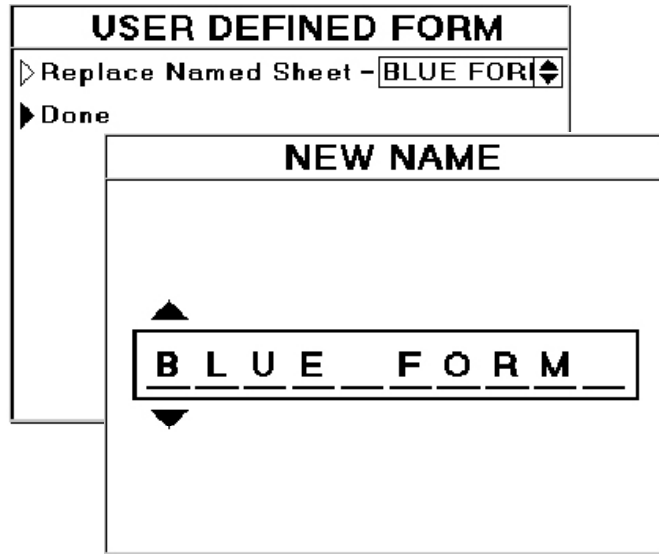 USER DEFINED FORM
Replace Named Sheet – BLUE FOR
Done
NEW NAME
BLUE FORM